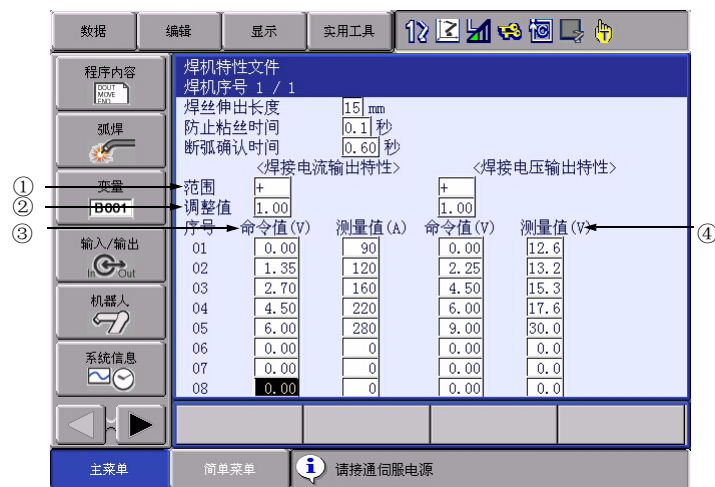 数据 编辑 显示 实用工具
程序内容
DOUT
MOVE
END
弧焊
变量
B001
输入/输出
In Out
机器人
系统信息
主菜单 简单菜单
焊机特性文件
焊机序号 1 / 1
焊丝伸出长度 15 mm
防止粘丝时间 0.1 秒
断弧确认时间 0.60 秒
<焊接电流输出特性> <焊接电压输出特性>
① 范围 + +
② 调整值 1.00 1.00
③ 序号 命令值(V) 测量值(A) 命令值(V) 测量值(V) ④
01 0.00 90 0.00 12.6
02 1.35 120 2.25 13.2
03 2.70 160 4.50 15.3
04 4.50 220 6.00 17.6
05 6.00 280 9.00 30.0
06 0.00 0 0.00 0.0
07 0.00 0 0.00 0.0
08 0.00 0 0.00 0.0
请接通伺服电源